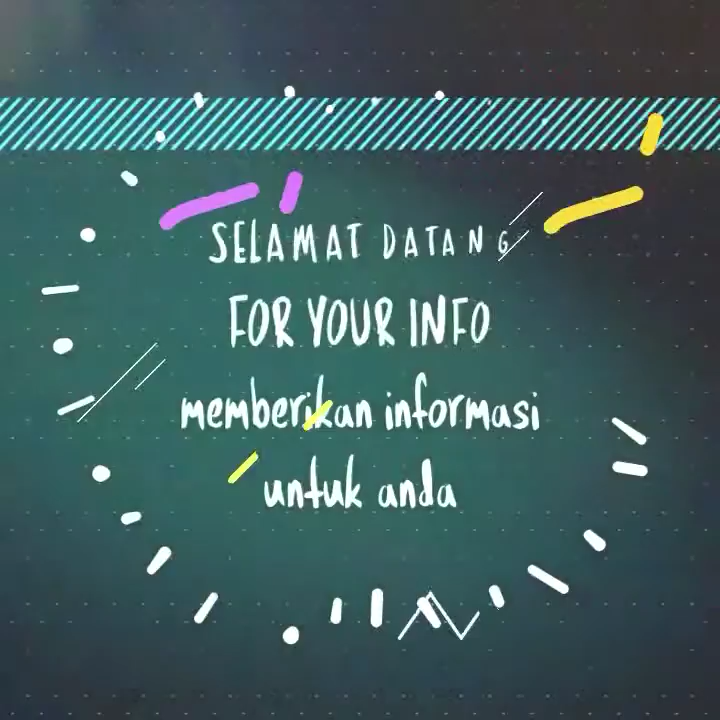 SELAMAT DATANG
FOR YOUR INFO
memberikan informasi
untuk anda